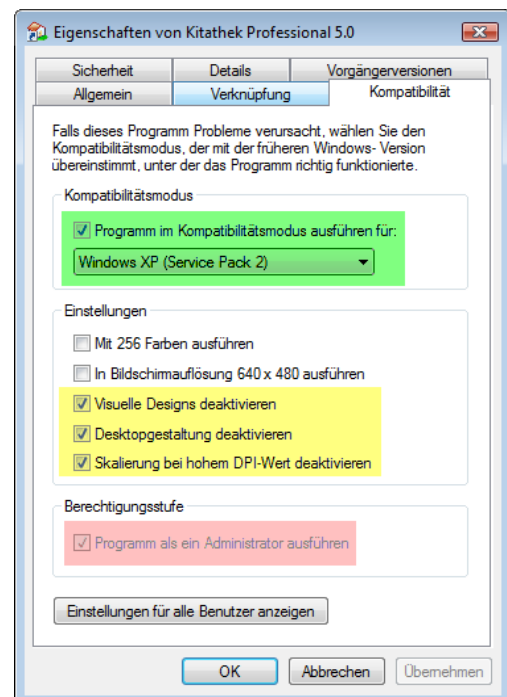 Eigenschaften von Kitathek Professional 5.0
Sicherheit
Details
Vorgängerversionen
Allgemein
Verknüpfung
Kompatibilität
Falls dieses Programm Probleme verursacht, wählen Sie den
Kompatibilitätsmodus, der mit der früheren Windows- Version
übereinstimmt, unter der das Programm richtig funktionierte.
Kompatibilitätsmodus
Programm im Kompatibilitätsmodus ausführen für:
Windows XP (Service Pack 2)
Einstellungen
Mit 256 Farben ausführen
In Bildschirmauflösung 640 x 480 ausführen
Visuelle Designs deaktivieren
Desktopgestaltung deaktivieren
Skalierung bei hohem DPI-Wert deaktivieren
Berechtigungsstufe
Programm als ein Administrator ausführen
Einstellungen für alle Benutzer anzeigen
OK
Abbrechen
Übernehmen